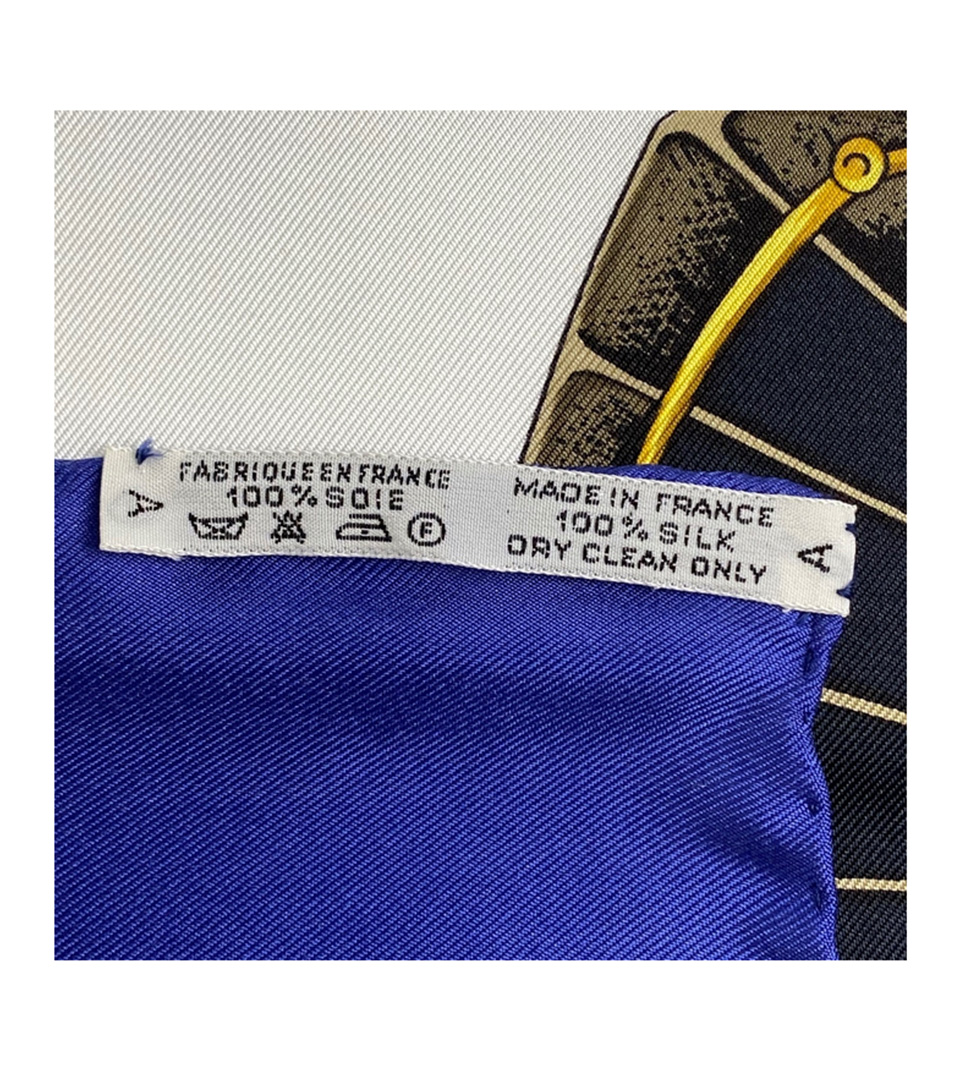 A
FABRIQUE EN FRANCE
100% SOIE
F
MADE IN FRANCE
100% SILK
DRY CLEAN ONLY
A